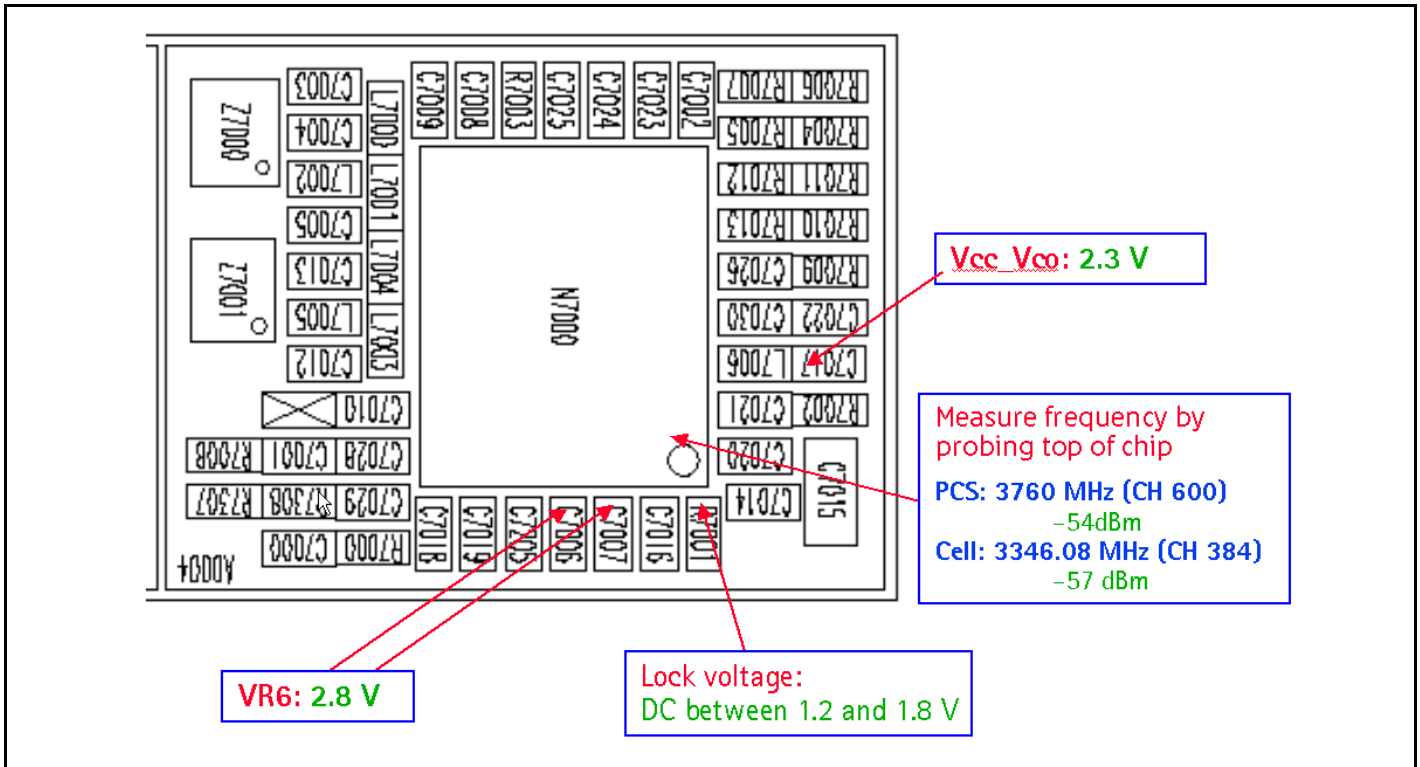 C7003
C7004
L7002
C7005
C7013
L7005
C7012
C7010
R7008 C7001 C7028
R7307 L7308 C7029
C7000 R7000
A0004
Z7000
Z7001
L7000
L7001
L7004
L7003
C7009
C7008
R7003
C7025
C7024
C7023
C7002
N7000
R7007 R7006
R7005 R7004
R7012 R7011
R7013 R7010
C7026 R7009
C7030 C7022
L7006 C7017
C7021 R7002
C7020
C7014
C7015
C7018
C7019
C7205
C7006
C7007
C7016
R7001
Vcc_Vco: 2.3 V
Measure frequency by
probing top of chip
PCS: 3760 MHz (CH 600)
–54dBm
Cell: 3346.08 MHz (CH 384)
–57 dBm
VR6: 2.8 V
Lock voltage:
DC between 1.2 and 1.8 V